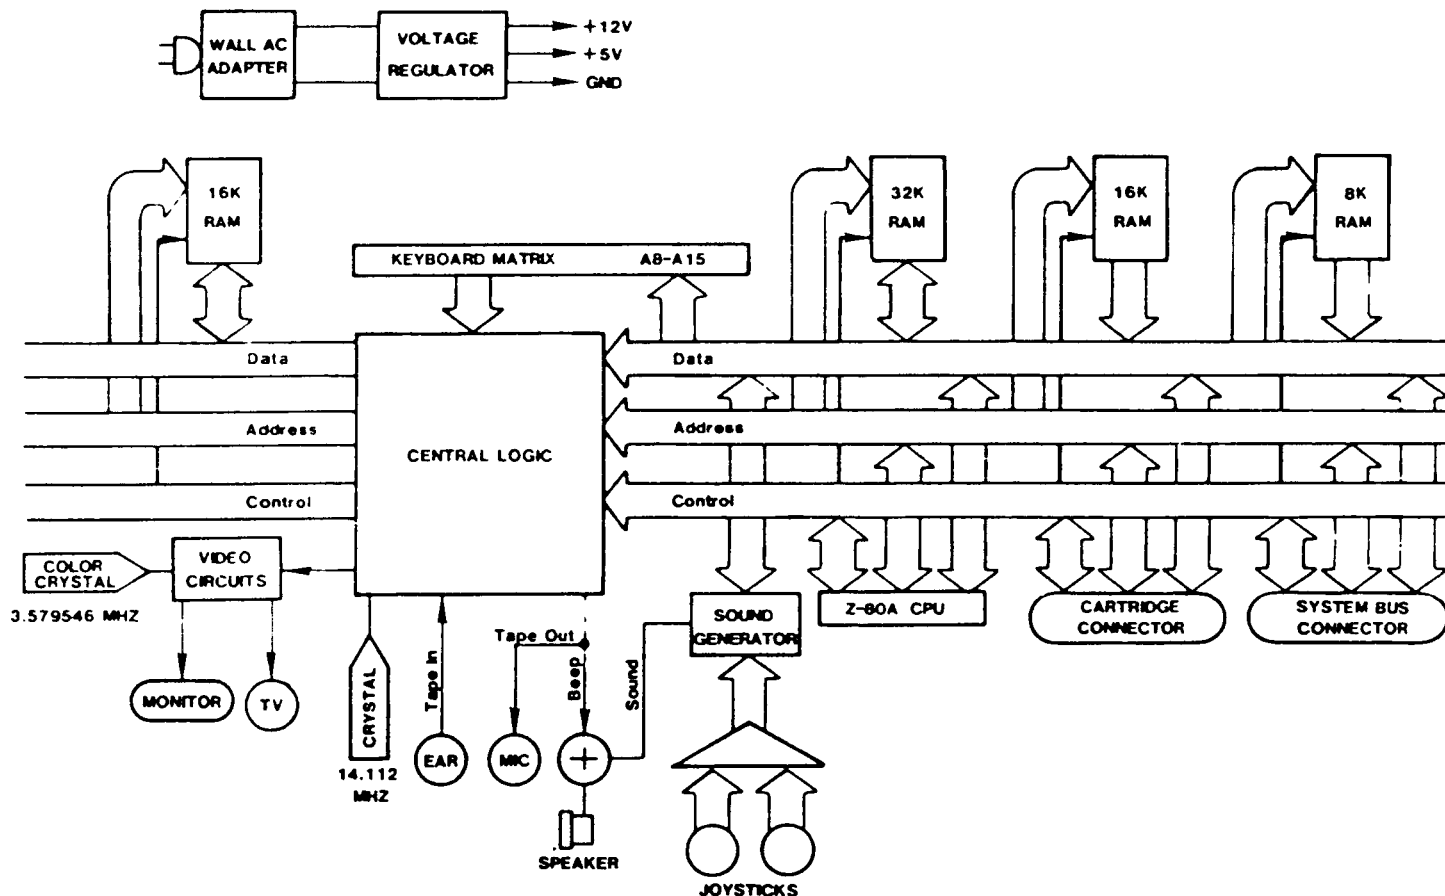 WALL AC
ADAPTER
VOLTAGE
REGULATOR
+12V
+5V
GND
16K
RAM
32K
RAM
16K
RAM
8K
RAM
KEYBOARD MATRIX A8-A15
Data
Data
Address
Address
CENTRAL LOGIC
Control
Control
COLOR
CRYSTAL
3.579546 MHZ
VIDEO
CIRCUITS
MONITOR
TV
CRYSTAL
14.112
MHZ
Tape In
EAR
Tape Out
MIC
Beep
+
SPEAKER
Sound
SOUND
GENERATOR
JOYSTICKS
Z-80A CPU
CARTRIDGE
CONNECTOR
SYSTEM BUS
CONNECTOR